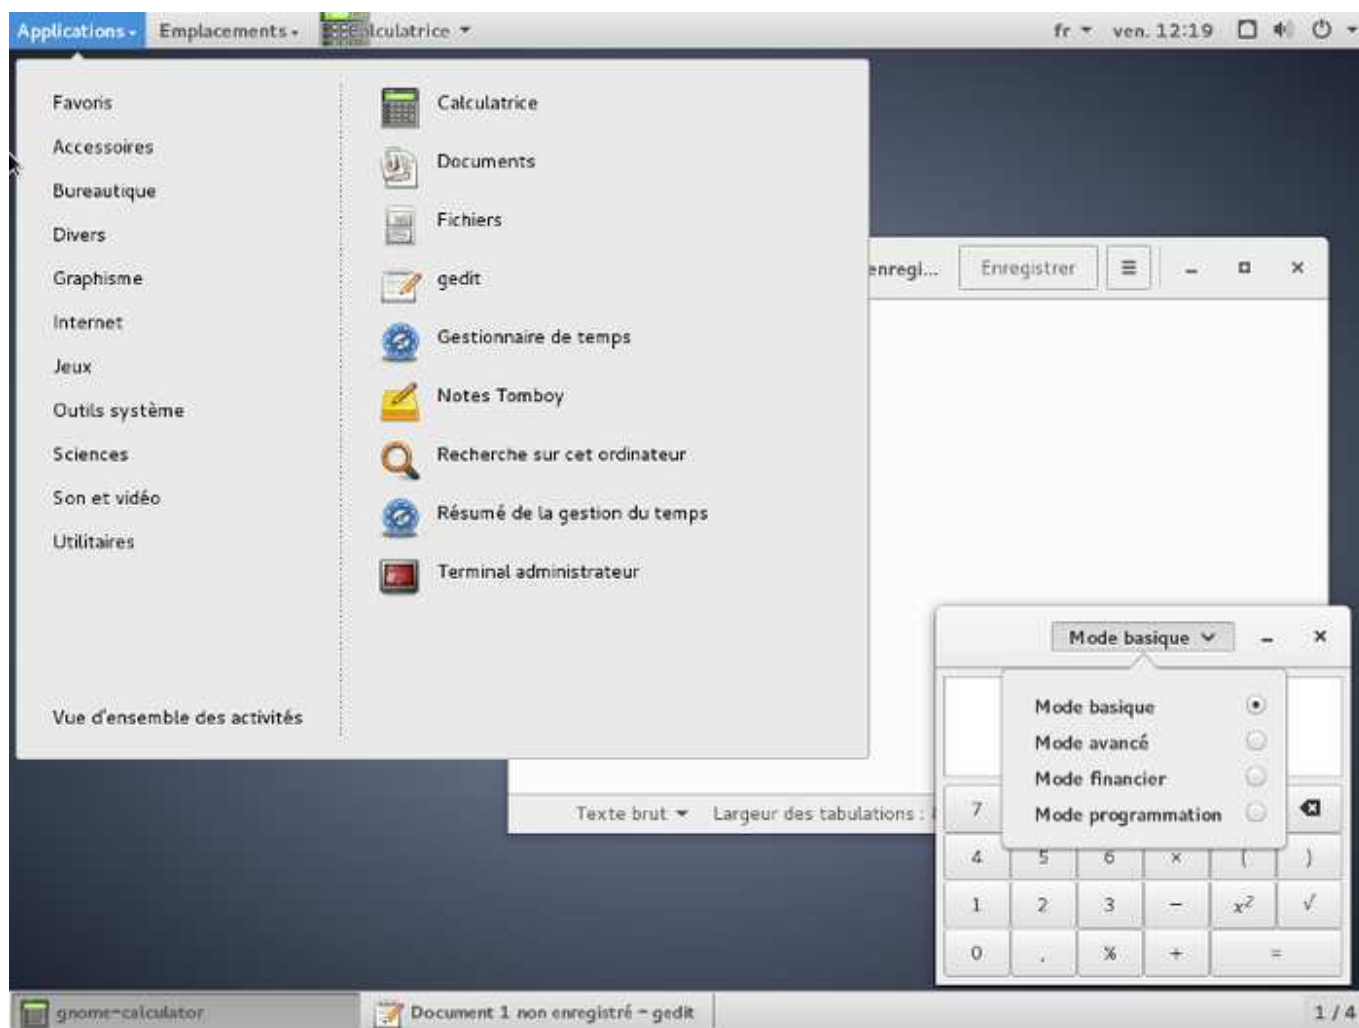 Applications
Emplacements
Calculatrice
fr
ven. 12:19
Favoris
Accessoires
Bureautique
Divers
Graphisme
Internet
Jeux
Outils système
Sciences
Son et vidéo
Utilitaires
Vue d'ensemble des activités
Calculatrice
Documents
Fichiers
gedit
Gestionnaire de temps
Notes Tomboy
Recherche sur cet ordinateur
Résumé de la gestion du temps
Terminal administrateur
enregi...
Enregistrer
Texte brut
Largeur des tabulations :
Mode basique
Mode basique
Mode avancé
Mode financier
Mode programmation
7
4 5 6 × ( )
1 2 3 − x² √
0 , % + =
gnome-calculator
Document 1 non enregistré - gedit
1 / 4